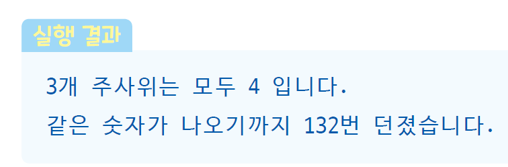 실행 결과
3개 주사위는 모두 4 입니다.
같은 숫자가 나오기까지 132번 던졌습니다.